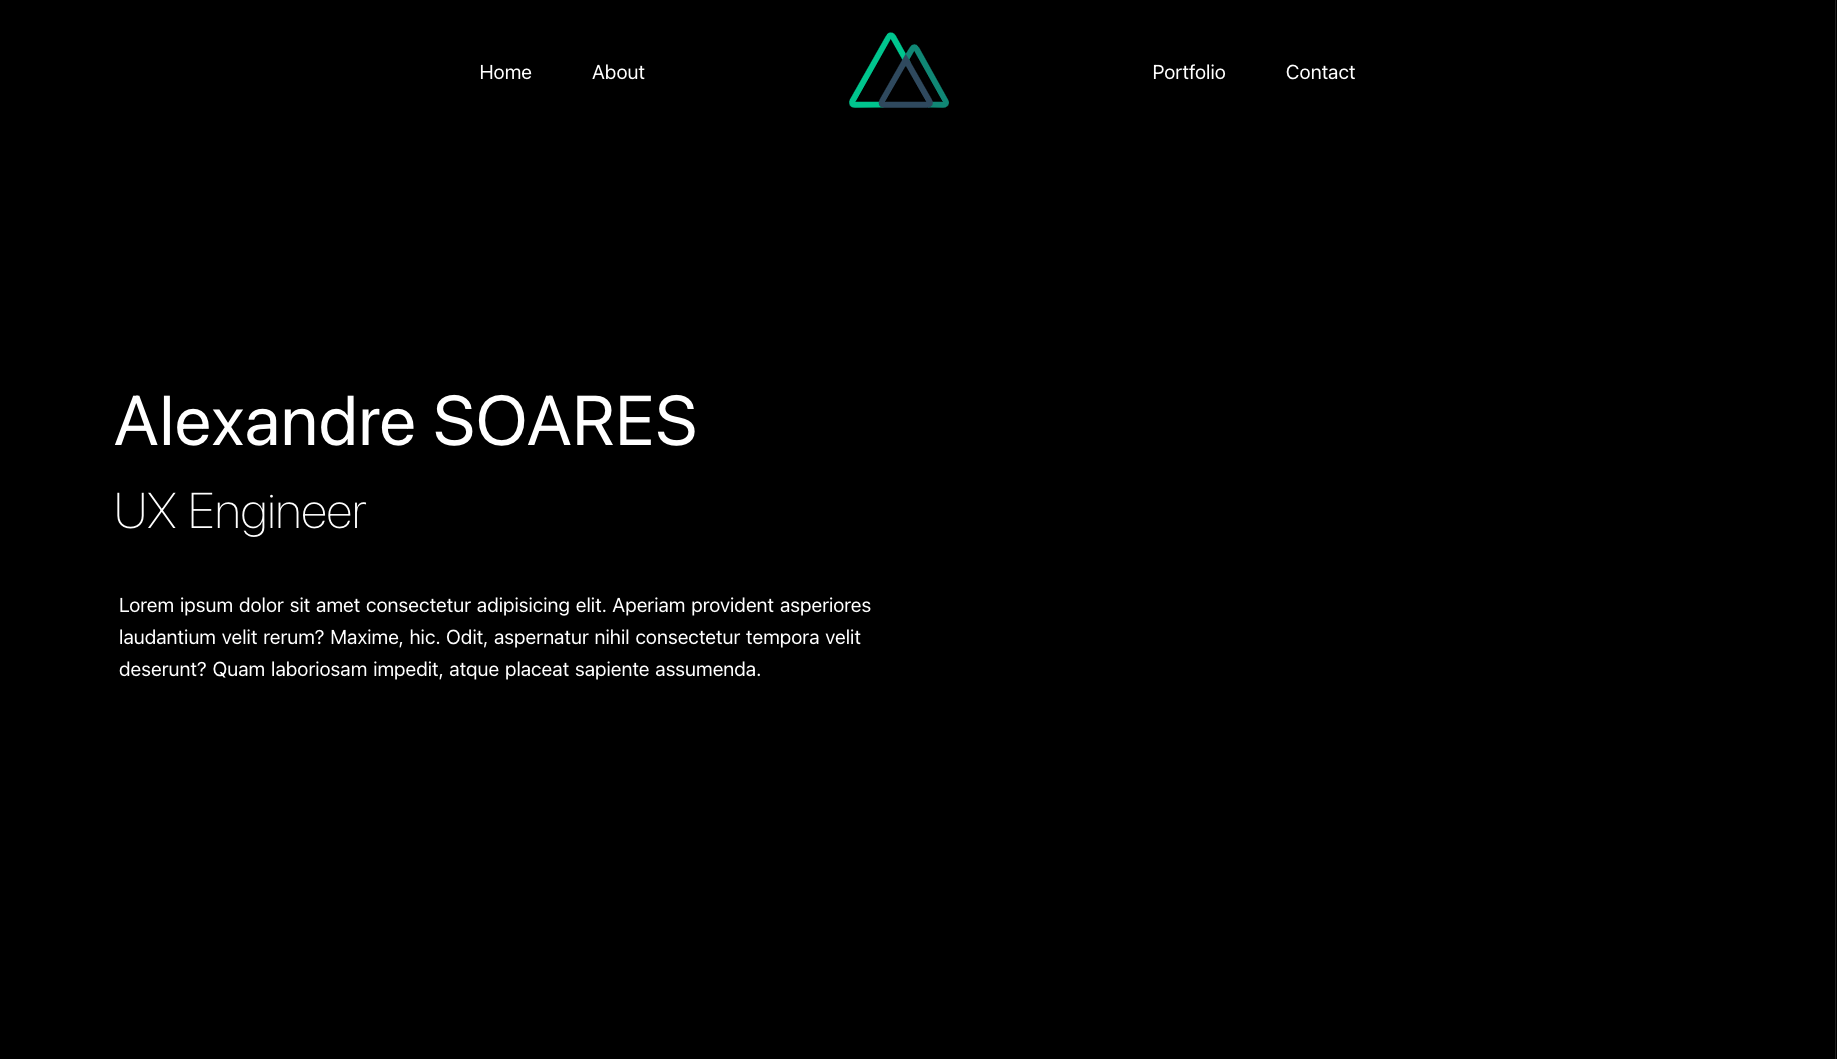 Home
About
Portfolio
Contact
Alexandre SOARES
UX Engineer
Lorem ipsum dolor sit amet consectetur adipisicing elit. Aperiam provident asperiores
laudantium velit rerum? Maxime, hic. Odit, aspernatur nihil consectetur tempora velit
deserunt? Quam laboriosam impedit, atque placeat sapiente assumenda.